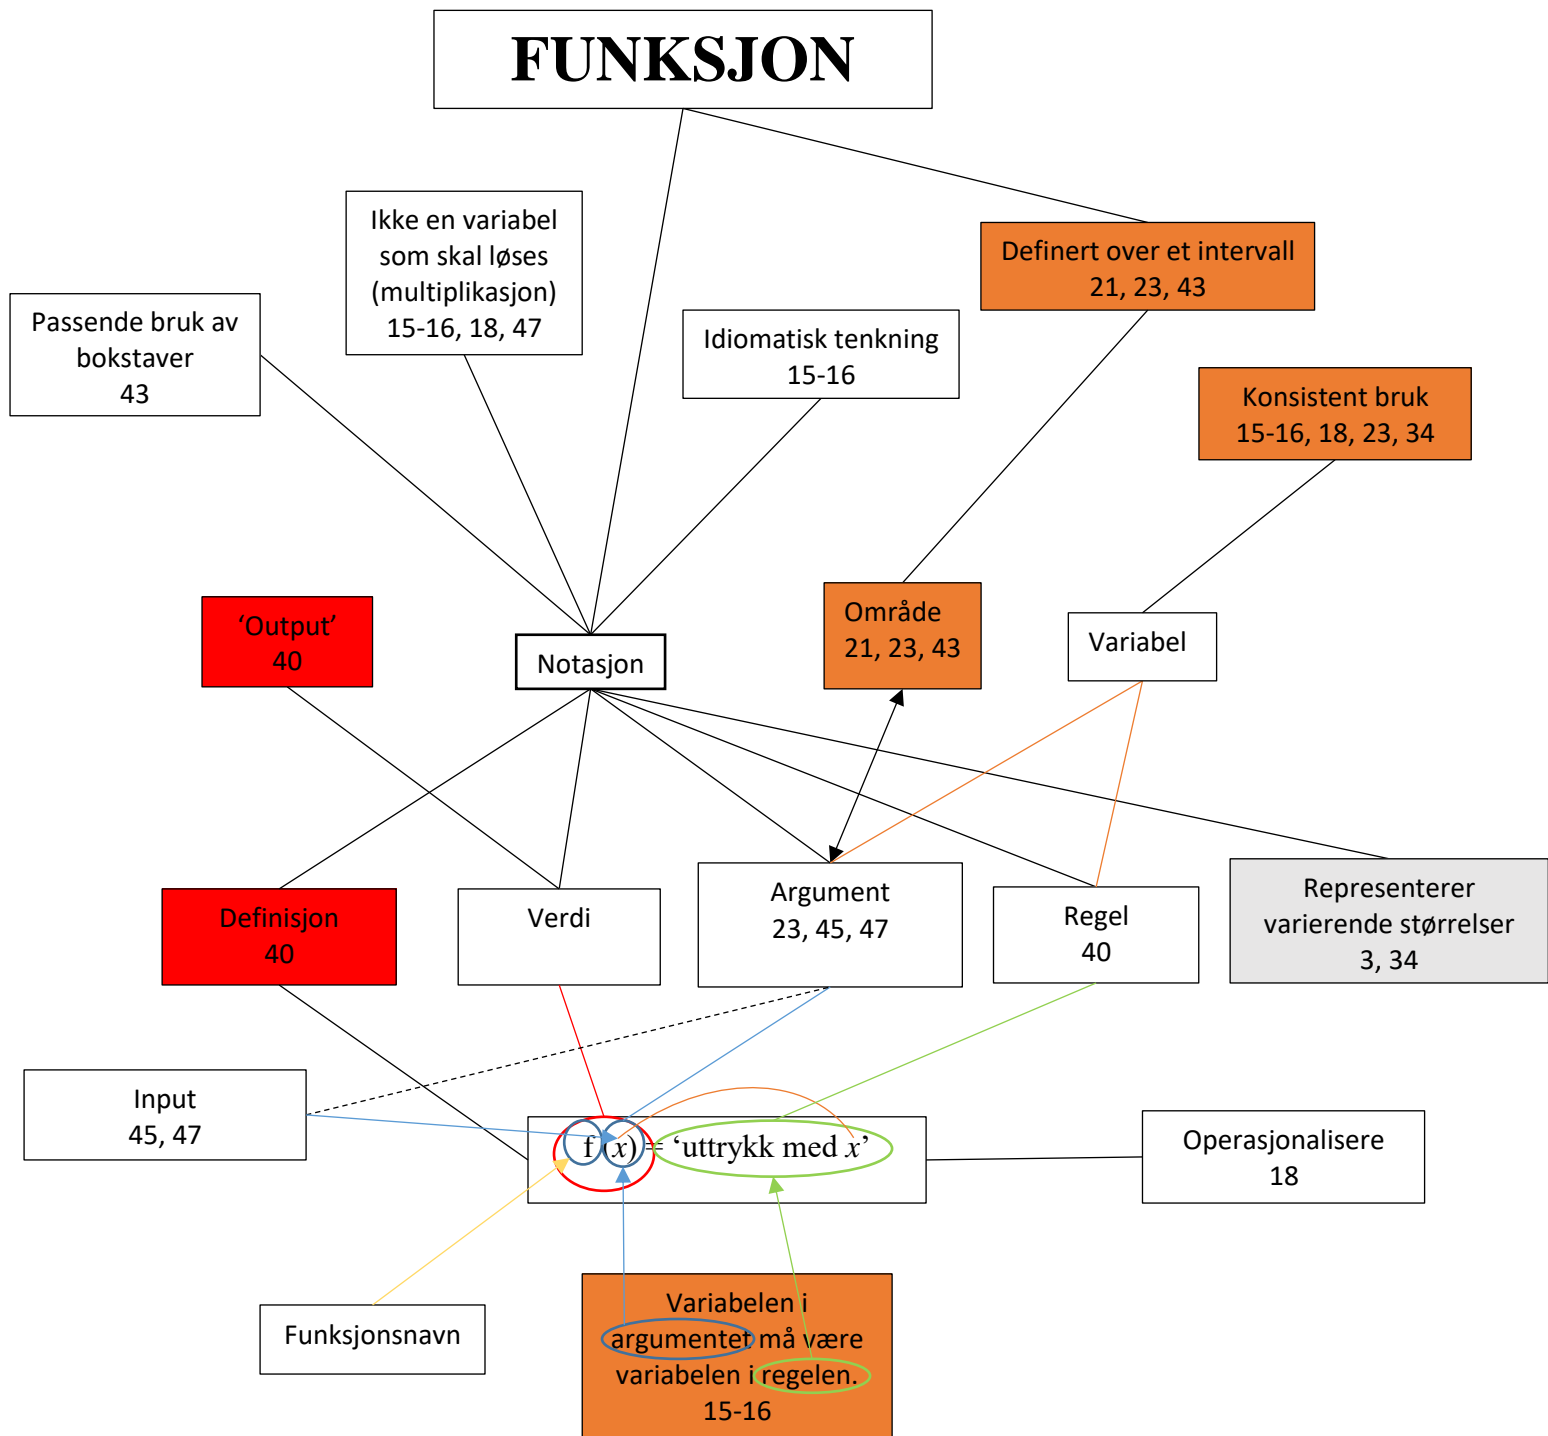 FUNKSJON
Ikke en variabel
som skal løses
(multiplikasjon)
15-16, 18, 47
Definert over et intervall
21, 23, 43
Passende bruk av
bokstaver
43
Idiomatisk tenkning
15-16
Konsistent bruk
15-16, 18, 23, 34
‘Output’
40
Notasjon
Område
21, 23, 43
Variabel
Definisjon
40
Verdi
Argument
23, 45, 47
Regel
40
Representerer
varierende størrelser
3, 34
Input
45, 47
f (x) = ‘uttrykk med x’
Operasjonalisere
18
Funksjonsnavn
Variabelen i
argumentet må være
variabelen i regelen.
15-16